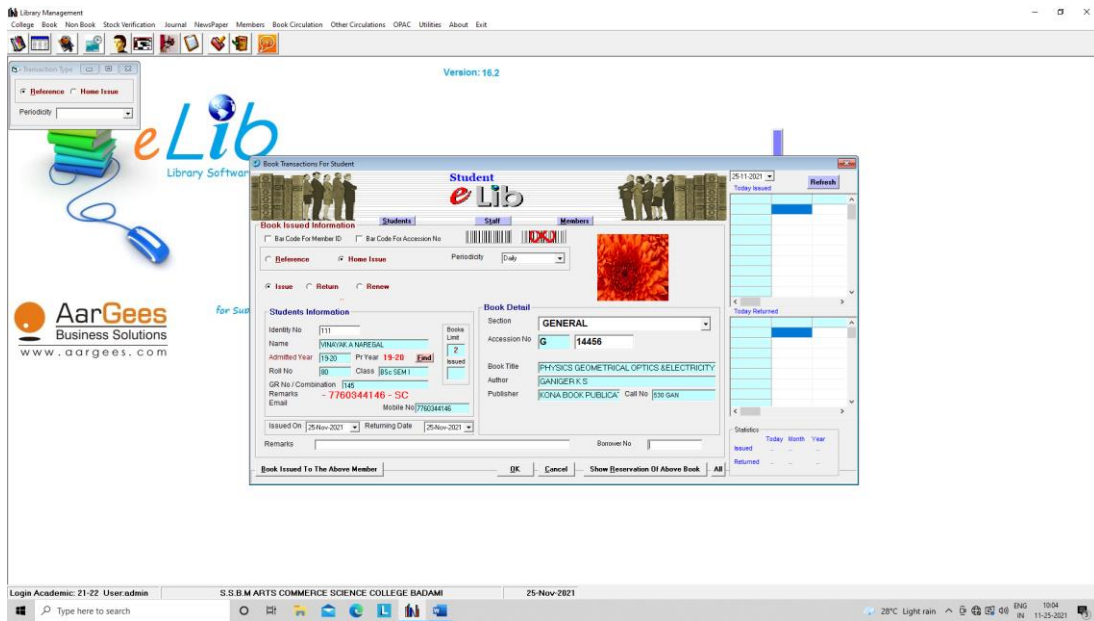 Library Management
College Book Non Book Stock Verification Journal NewsPaper Members Book Circulation Other Circulations OPAC Utilities About Exit
Version: 16.2
Transaction Type
Reference Home Issue
Periodicity
eLib
Library Softwar
AarGees
Business Solutions
www.aargees.com
for Sup
Book Transactions For Student
Student
eLib
Students Staff Members
Book Issued Information
Bar Code For Member ID Bar Code For Accession No
Reference Home Issue Periodicity Daily
Issue Return Renew
Students Information
Identity No 111
Name VINAYAK A NAREGAL
Admitted Year 19-20 Pr Year 19-20 Find
Roll No 80 Class BSc SEM I
GR No / Combination 145
Remarks - 7760344146 - SC
Email
Mobile No 7760344146
Books Limit
2
Issued
Issued On 25-Nov-2021 Returning Date 25-Nov-2021
Book Detail
Section GENERAL
Accession No G 14456
Book Title PHYSICS GEOMETRICAL OPTICS &ELECTRICITY
Author GANIGER K S
Publisher KONA BOOK PUBLICA Call No 530 GAN
Remarks Borrower No
Book Issued To The Above Member OK Cancel Show Reservation Of Above Book All
25-11-2021 Refresh
Today Issued
Today Returned
Statistics
Today Month Year
Issued .. .. ..
Returned .. .. ..
Login Academic: 21-22 User:admin S.S.B.M ARTS COMMERCE SCIENCE COLLEGE BADAMI 25-Nov-2021
Type here to search
28°C Light rain ENG IN 10:04 11-25-2021